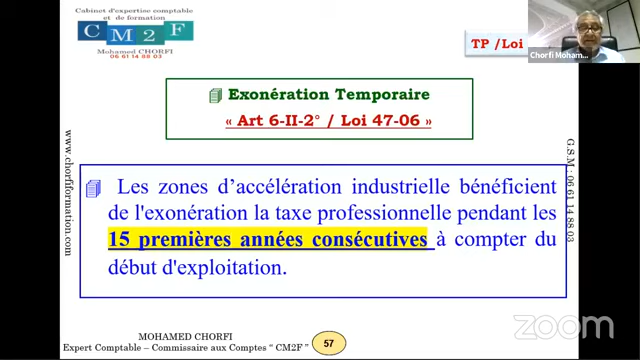 Cabinet d'expertise comptable
et de formation
CM2F
Mohamed CHORFI
06 61 14 88 03
TP /Loi
Chorfi Moham...
Exonération Temporaire
« Art 6-II-2° / Loi 47-06 »
www.chorfiformation.com
G.S.M : 06 61 14 88 03
Les zones d'accélération industrielle bénéficient
de l'exonération la taxe professionnelle pendant les
15 premières années consécutives à compter du
début d'exploitation.
MOHAMED CHORFI
Expert Comptable – Commissaire aux Comptes " CM2F "
57
zoom